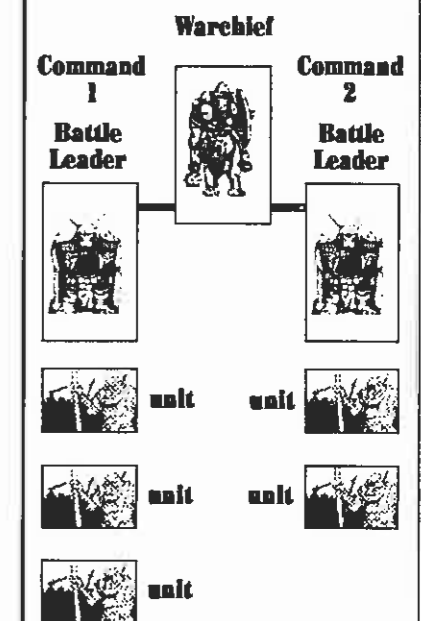 Warchief
Command
1
Battle
Leader
Command
2
Battle
Leader
unit
unit
unit
unit
unit